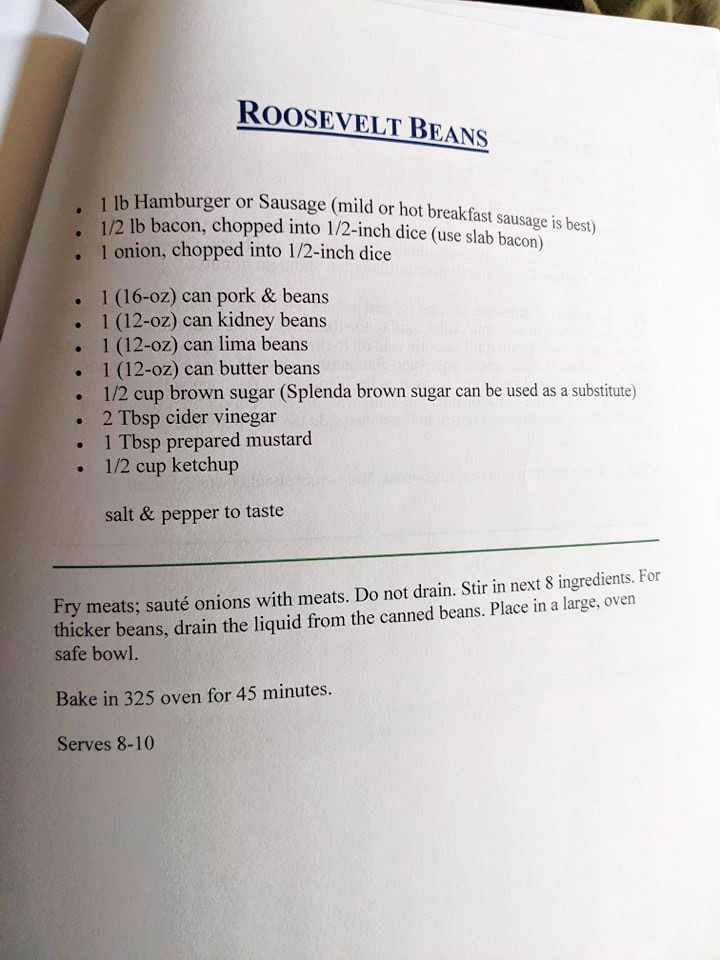 ROOSEVELT BEANS
• 1 lb Hamburger or Sausage (mild or hot breakfast sausage is best)
• 1/2 lb bacon, chopped into 1/2-inch dice (use slab bacon)
• 1 onion, chopped into 1/2-inch dice
• 1 (16-oz) can pork & beans
• 1 (12-oz) can kidney beans
• 1 (12-oz) can lima beans
• 1 (12-oz) can butter beans
• 1/2 cup brown sugar (Splenda brown sugar can be used as a substitute)
• 2 Tbsp cider vinegar
• 1 Tbsp prepared mustard
• 1/2 cup ketchup
salt & pepper to taste
Fry meats; sauté onions with meats. Do not drain. Stir in next 8 ingredients. For
thicker beans, drain the liquid from the canned beans. Place in a large, oven
safe bowl.
Bake in 325 oven for 45 minutes.
Serves 8-10